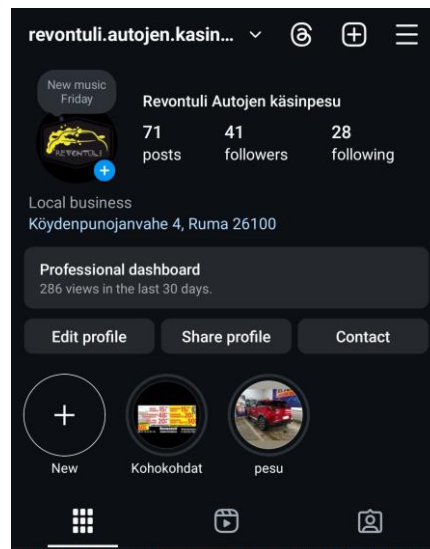 revontuli.autojen.kasin...
New music
Friday
Revontuli Autojen käsinpesu
REVONTULI
71
41
28
posts
followers
following
Local business
Köydenpunojanvahe 4, Ruma 26100
Professional dashboard
286 views in the last 30 days.
Edit profile
Share profile
Contact
New
Kohokohdat
pesu